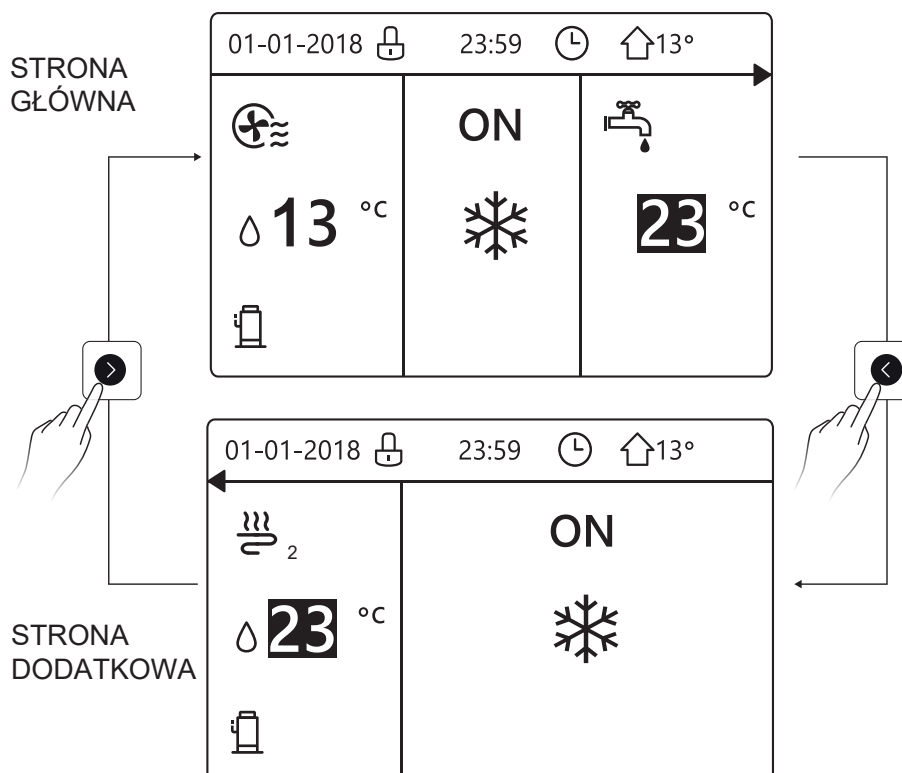 STRONA
GŁÓWNA
01-01-2018 23:59 13°
13 °C
ON
23 °C
01-01-2018 23:59 13°
2
23 °C
ON
STRONA
DODATKOWA